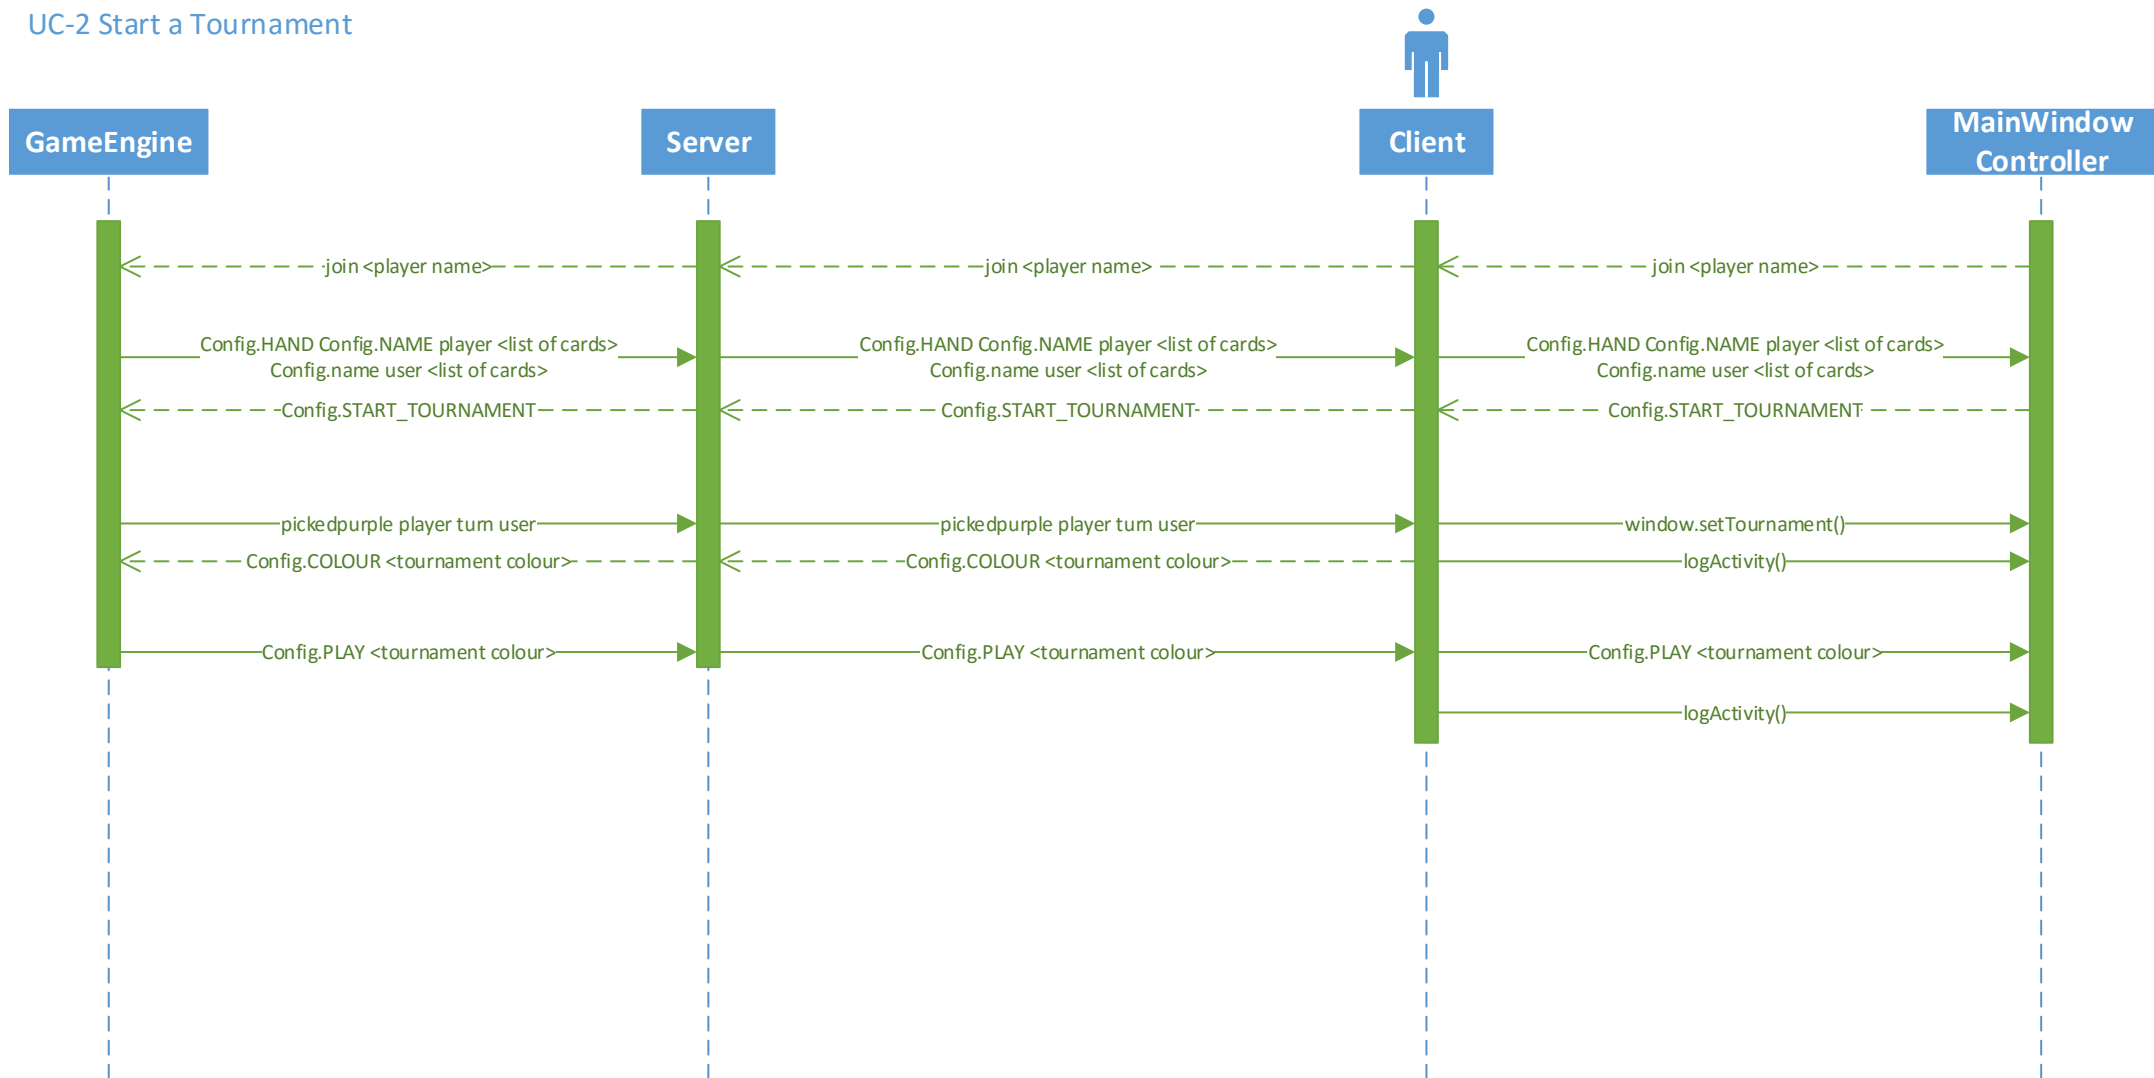 UC-2 Start a Tournament
GameEngine
Server
Client
MainWindow
Controller
join <player name>
join <player name>
join <player name>
Config.HAND Config.NAME player <list of cards>
Config.name user <list of cards>
Config.HAND Config.NAME player <list of cards>
Config.name user <list of cards>
Config.HAND Config.NAME player <list of cards>
Config.name user <list of cards>
Config.START_TOURNAMENT
Config.START_TOURNAMENT
Config.START_TOURNAMENT
pickedpurple player turn user
pickedpurple player turn user
window.setTournament()
Config.COLOUR <tournament colour>
Config.COLOUR <tournament colour>
logActivity()
Config.PLAY <tournament colour>
Config.PLAY <tournament colour>
Config.PLAY <tournament colour>
logActivity()